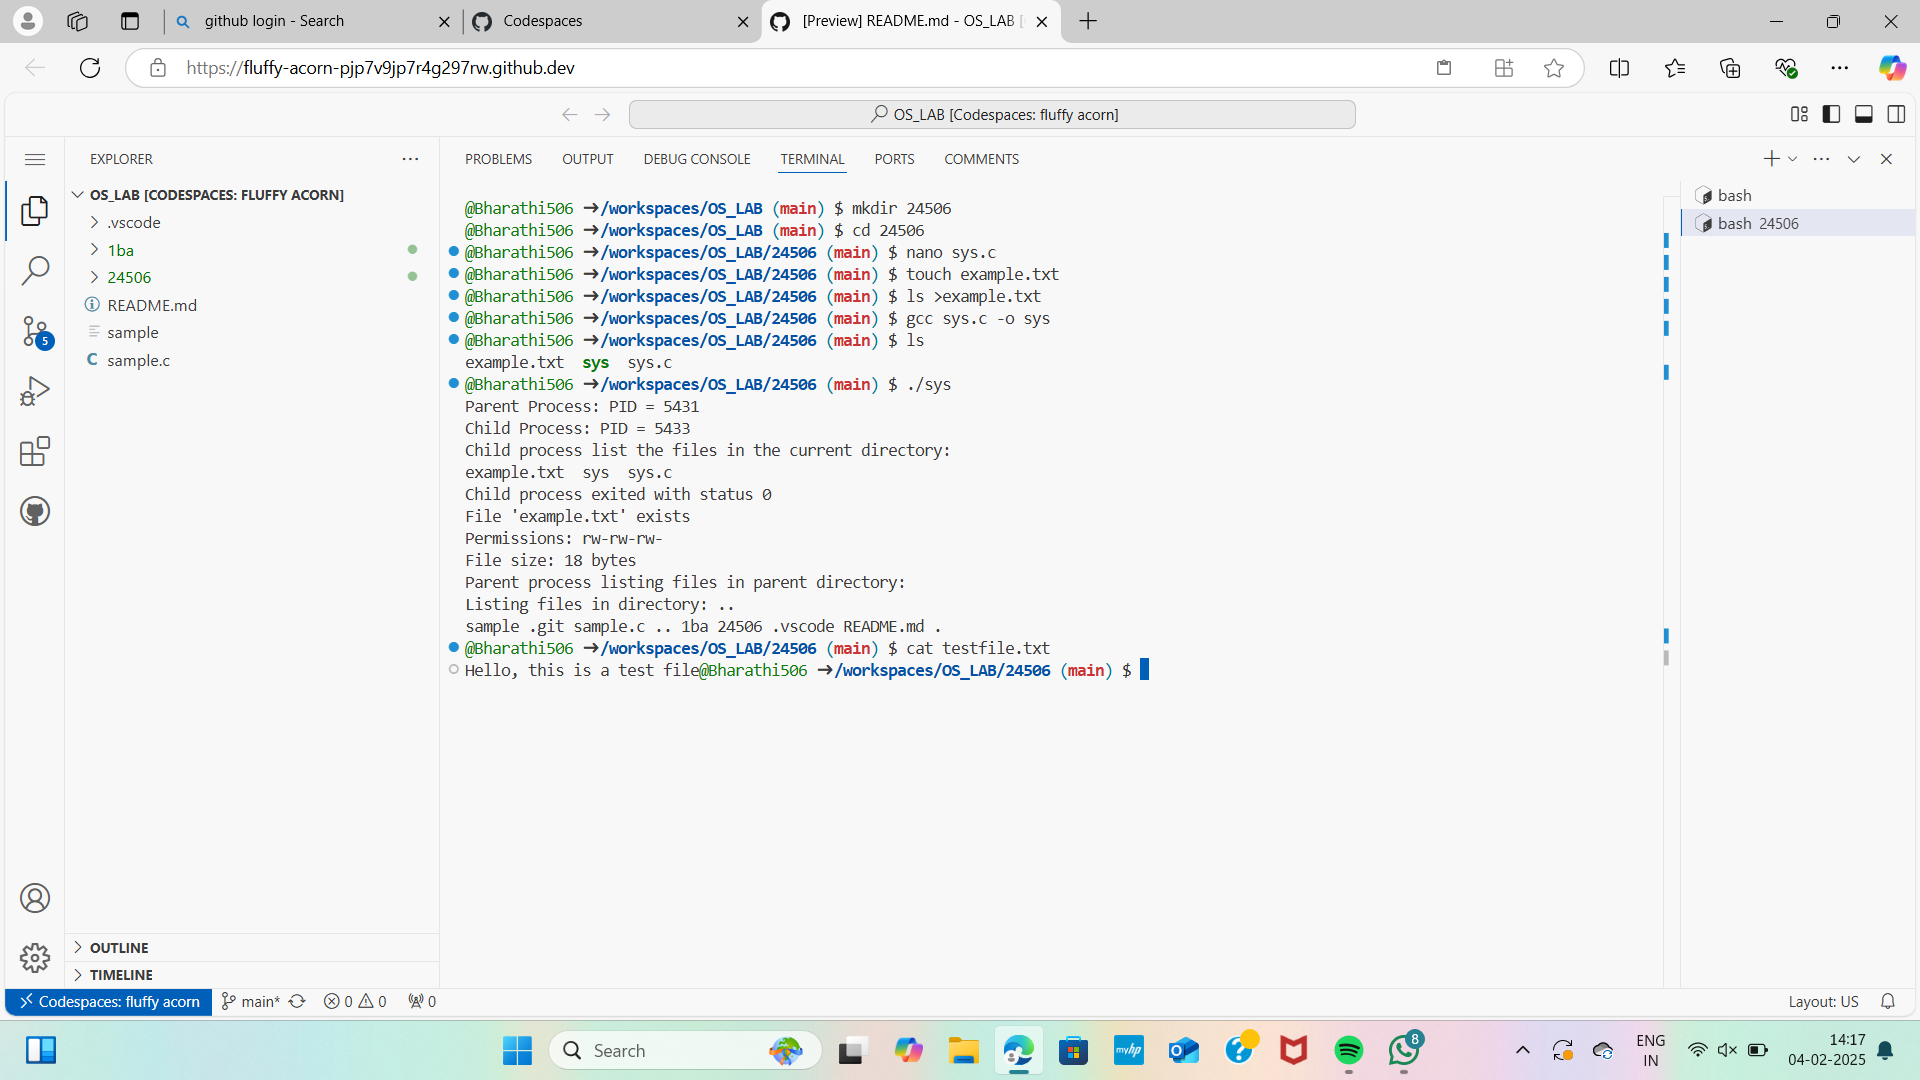 github login - Search
Codespaces
[Preview] README.md - OS_LAB [
https://fluffy-acorn-pjp7v9jp7r4g297rw.github.dev
OS_LAB [Codespaces: fluffy acorn]
EXPLORER
OS_LAB [CODESPACES: FLUFFY ACORN]
.vscode
1ba
24506
README.md
sample
C sample.c
5
OUTLINE
TIMELINE
PROBLEMS OUTPUT DEBUG CONSOLE TERMINAL PORTS COMMENTS
@Bharathi506 ➜/workspaces/OS_LAB (main) $ mkdir 24506
@Bharathi506 ➜/workspaces/OS_LAB (main) $ cd 24506
@Bharathi506 ➜/workspaces/OS_LAB/24506 (main) $ nano sys.c
@Bharathi506 ➜/workspaces/OS_LAB/24506 (main) $ touch example.txt
@Bharathi506 ➜/workspaces/OS_LAB/24506 (main) $ ls >example.txt
@Bharathi506 ➜/workspaces/OS_LAB/24506 (main) $ gcc sys.c -o sys
@Bharathi506 ➜/workspaces/OS_LAB/24506 (main) $ ls
example.txt sys sys.c
@Bharathi506 ➜/workspaces/OS_LAB/24506 (main) $ ./sys
Parent Process: PID = 5431
Child Process: PID = 5433
Child process list the files in the current directory:
example.txt sys sys.c
Child process exited with status 0
File 'example.txt' exists
Permissions: rw-rw-rw-
File size: 18 bytes
Parent process listing files in parent directory:
Listing files in directory: ..
sample .git sample.c .. 1ba 24506 .vscode README.md .
@Bharathi506 ➜/workspaces/OS_LAB/24506 (main) $ cat testfile.txt
Hello, this is a test file@Bharathi506 ➜/workspaces/OS_LAB/24506 (main) $
bash
bash 24506
Codespaces: fluffy acorn
main*
0 0
0
Layout: US
Search
myhp
8
ENG
IN
14:17
04-02-2025